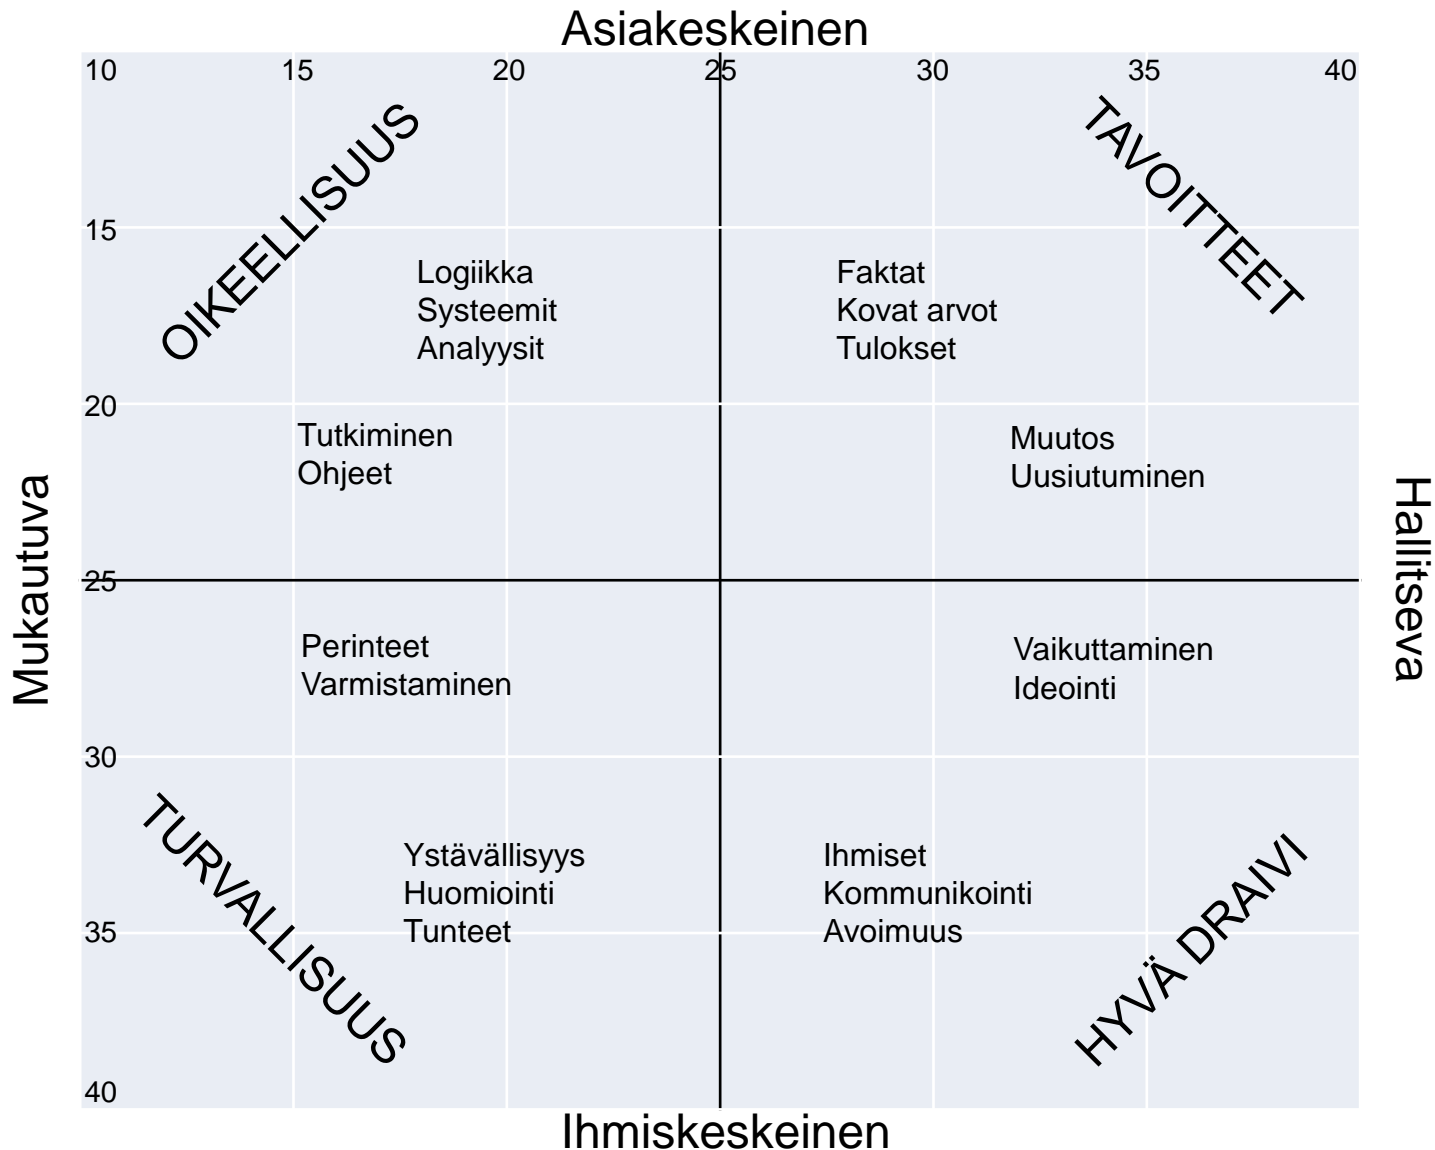 Asiakeskeinen
10 15 20 25 30 35 40
OIKEELLISUUS
TAVOITTEET
15
Logiikka
Systeemit
Analyysit
Faktat
Kovat arvot
Tulokset
20
Tutkiminen
Ohjeet
Muutos
Uusiutuminen
Mukautuva
Hallitseva
25
Perinteet
Varmistaminen
Vaikuttaminen
Ideointi
30
TURVALLISUUS
Ystävällisyys
Huomiointi
Tunteet
Ihmiset
Kommunikointi
Avoimuus
HYVÄ DRAIVI
35
40
Ihmiskeskeinen